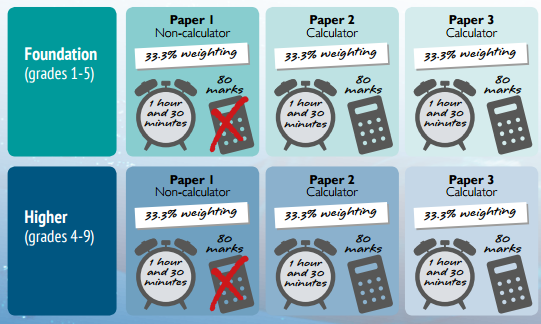 Foundation
(grades 1-5)
Paper 1
Non-calculator
33.3% weighting
80
marks
1 hour
and 30
minutes
Paper 2
Calculator
33.3% weighting
80
marks
1 hour
and 30
minutes
Paper 3
Calculator
33.3% weighting
80
marks
1 hour
and 30
minutes
Higher
(grades 4-9)
Paper 1
Non-calculator
33.3% weighting
80
marks
1 hour
and 30
minutes
Paper 2
Calculator
33.3% weighting
80
marks
1 hour
and 30
minutes
Paper 3
Calculator
33.3% weighting
80
marks
1 hour
and 30
minutes